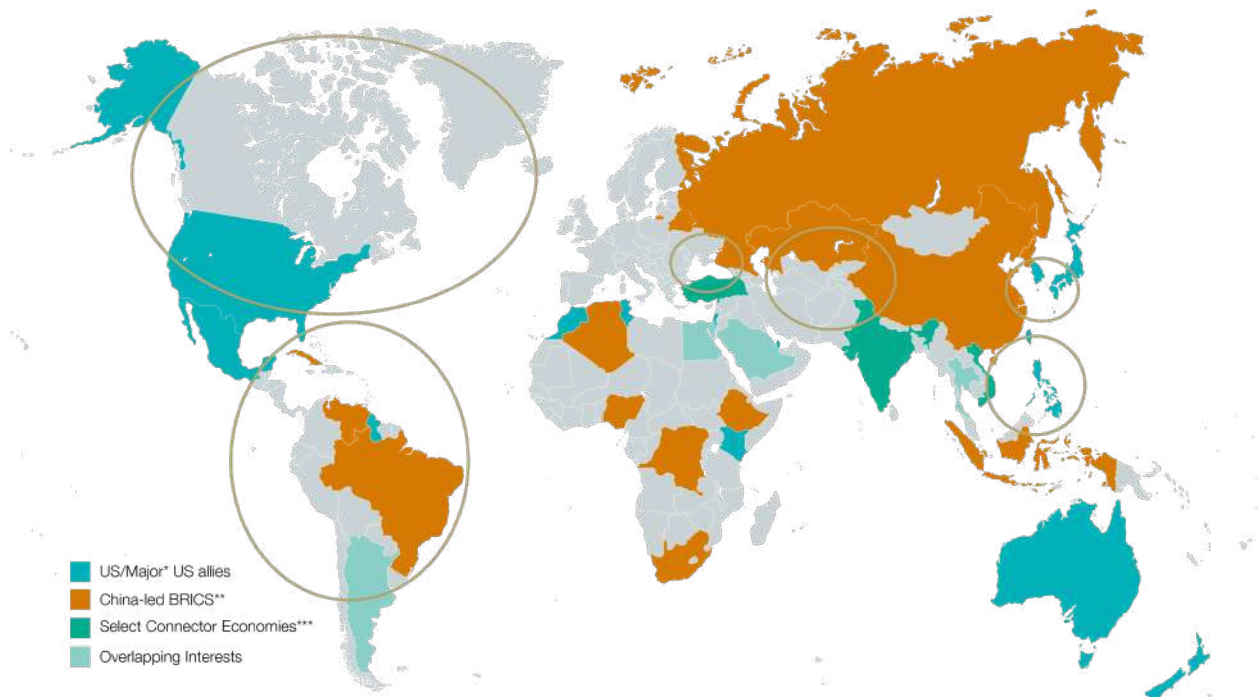 US/Major* US allies
China-led BRICS**
Select Connector Economies***
Overlapping Interests